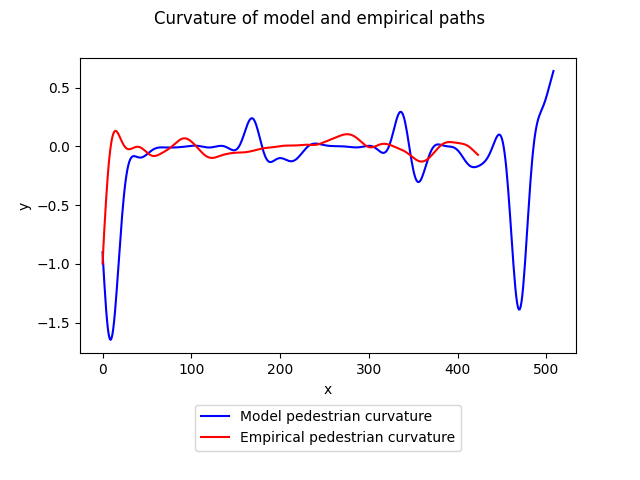 Curvature of model and empirical paths
0.5
0.0
−0.5
−1.0
−1.5
y
0 100 200 300 400 500
x
Model pedestrian curvature
Empirical pedestrian curvature